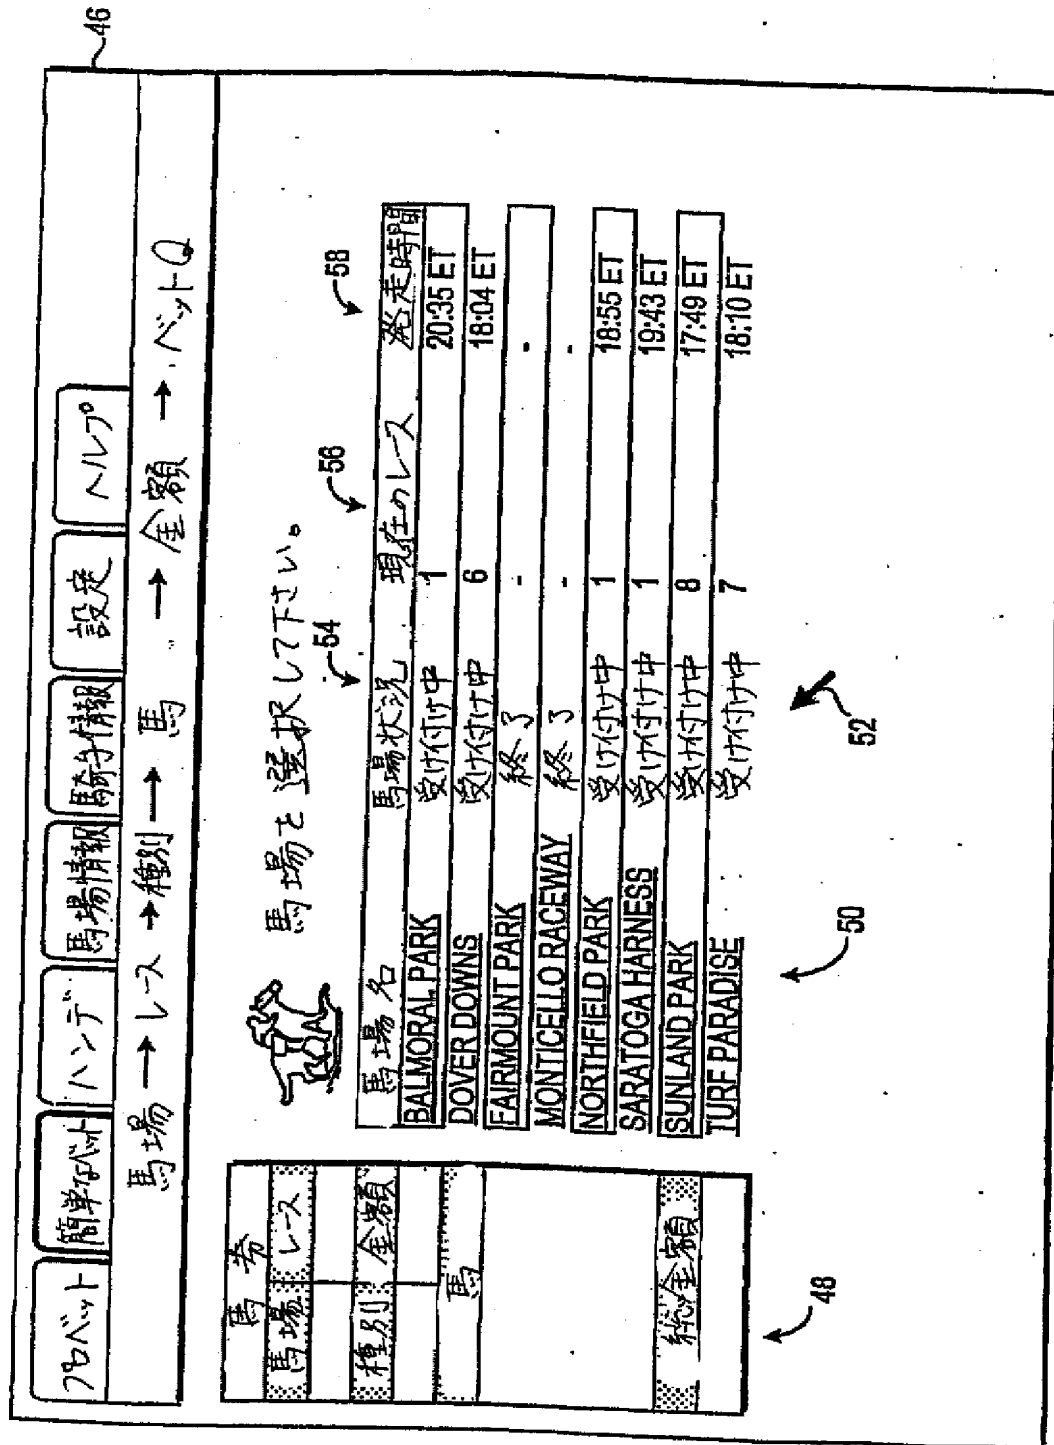 46
プロベット 簡単なベット ハンデ 馬場情報 騎手情報 設定 ヘルプ
馬場 → レース → 種別 → 馬 → 金額 → ベットQ
馬場を選択して下さい。
54 56 58
馬場名 馬場状況 現在のレース 発走時間
BALMORAL PARK 受け付け中 1 20:35 ET
DOVER DOWNS 受け付け中 6 18:04 ET
FAIRMOUNT PARK 終了 - -
MONTICELLO RACEWAY 終了 - -
NORTHFIELD PARK 受け付け中 1 18:55 ET
SARATOGA HARNESS 受け付け中 1 19:43 ET
SUNLAND PARK 受け付け中 8 17:49 ET
TURF PARADISE 受け付け中 7 18:10 ET
馬券
馬場 レース
種別 金額
馬
総金額
48 50 52